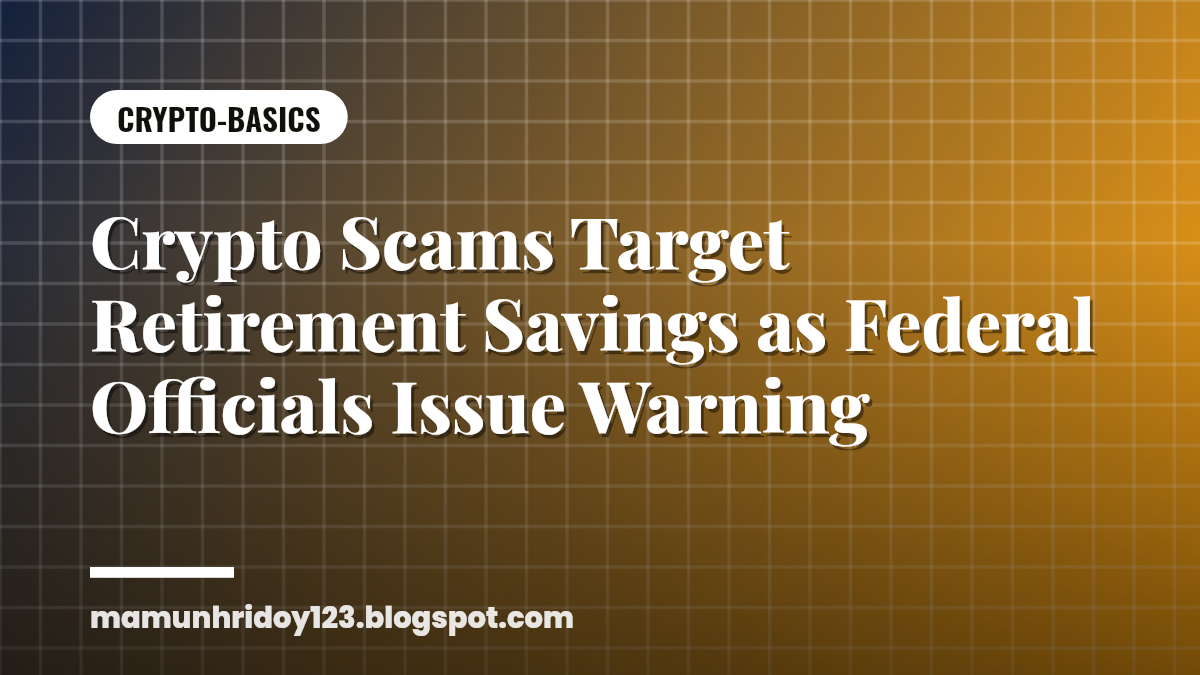 CRYPTO-BASICS
Crypto Scams Target
Retirement Savings as Federal
Officials Issue Warning
mamunhridoy123.blogspot.com